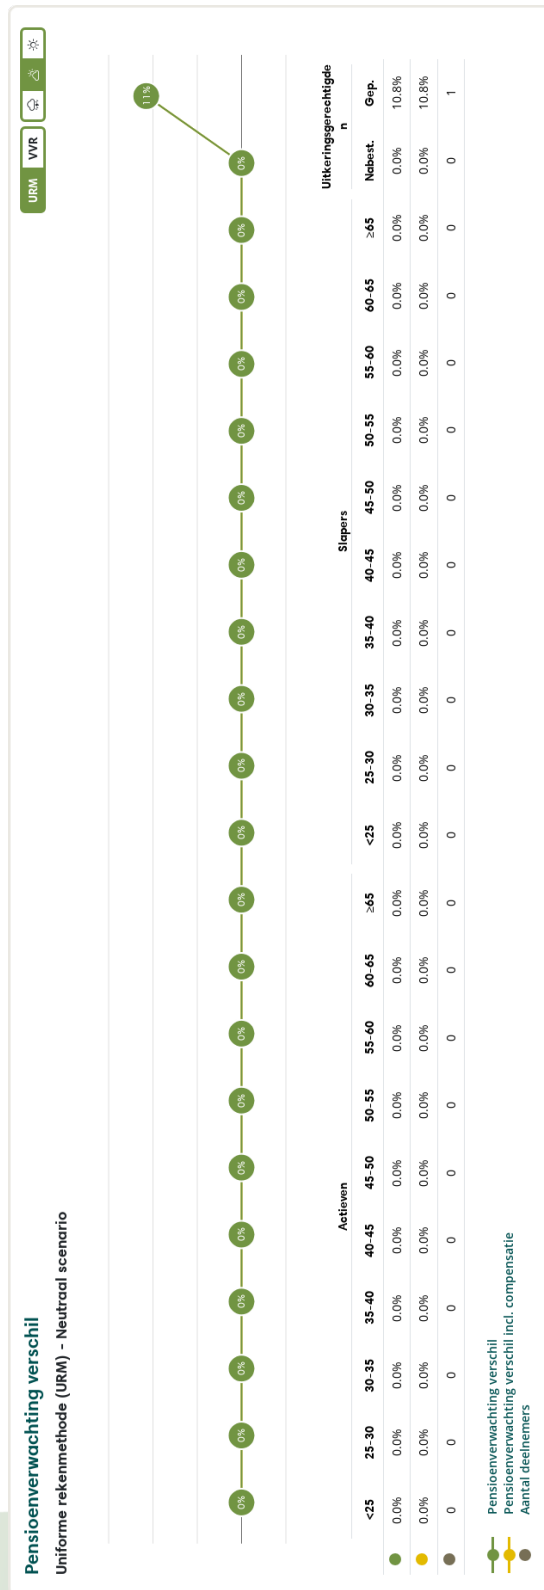 Pensioenverwachting verschil
URM VVR
Uniforme rekenmethode (URM) - Neutraal scenario
0% 0% 0% 0% 0% 0% 0% 0% 0% 0% 0% 0% 0% 0% 0% 0% 0% 0% 0% 0% 0% 11%
Actieven Slapers Uitkeringsgerechtigde
n
<25 25-30 30-35 35-40 40-45 45-50 50-55 55-60 60-65 ≥65 <25 25-30 30-35 35-40 40-45 45-50 50-55 55-60 60-65 ≥65 Nabest. Gep.
0.0% 0.0% 0.0% 0.0% 0.0% 0.0% 0.0% 0.0% 0.0% 0.0% 0.0% 0.0% 0.0% 0.0% 0.0% 0.0% 0.0% 0.0% 0.0% 0.0% 0.0% 10.8%
0.0% 0.0% 0.0% 0.0% 0.0% 0.0% 0.0% 0.0% 0.0% 0.0% 0.0% 0.0% 0.0% 0.0% 0.0% 0.0% 0.0% 0.0% 0.0% 0.0% 0.0% 10.8%
0 0 0 0 0 0 0 0 0 0 0 0 0 0 0 0 0 0 0 0 0 1
Pensioenverwachting verschil
Pensioenverwachting verschil incl. compensatie
Aantal deelnemers